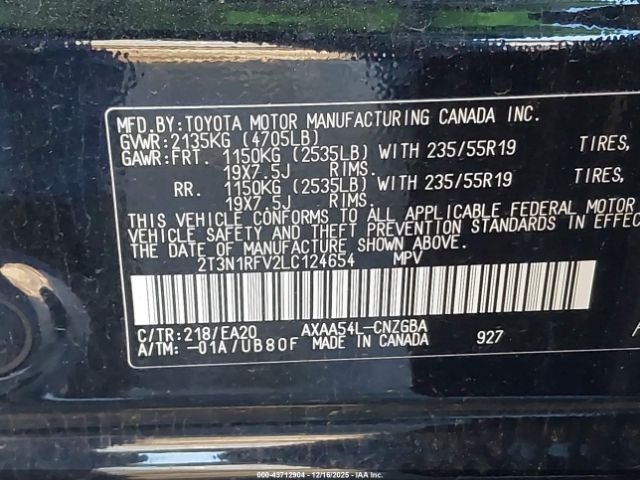 MFD.BY:TOYOTA MOTOR MANUFACTURING CANADA INC.
GVWR:2135KG (4705LB)
GAWR:FRT. 1150KG (2535LB) WITH 235/55R19 TIRES,
19X7.5J RIMS.
RR. 1150KG (2535LB) WITH 235/55R19 TIRES,
19X7.5J RIMS.
THIS VEHICLE CONFORMS TO ALL APPLICABLE FEDERAL MOTOR
VEHICLE SAFETY AND THEFT PREVENTION STANDARDS IN EFFEC
THE DATE OF MANUFACTURE SHOWN ABOVE.
2T3N1RFV2LC124654 MPV
C/TR:218/EA20 AXAA54L-CNZGBA
A/TM:-01A/UB80F MADE IN CANADA 927
000-43712904 - 12/16/2025 - IAA Corp.